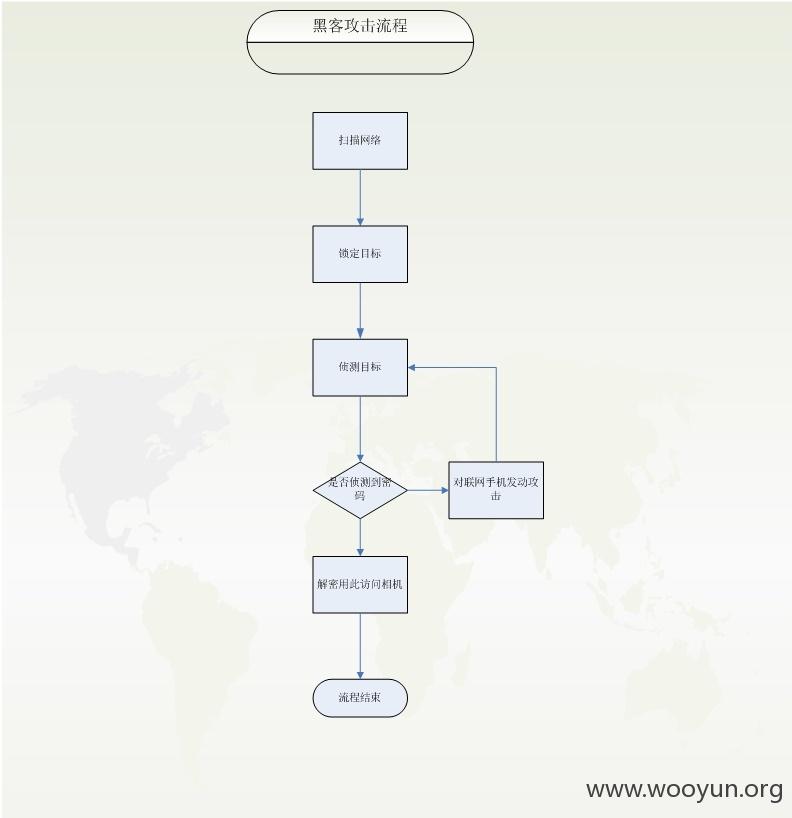 黑客攻击流程
扫描网络
锁定目标
侦测目标
是否侦测到密
码
对联网手机发动攻
击
解密用此访问相机
流程结束
www.wooyun.org